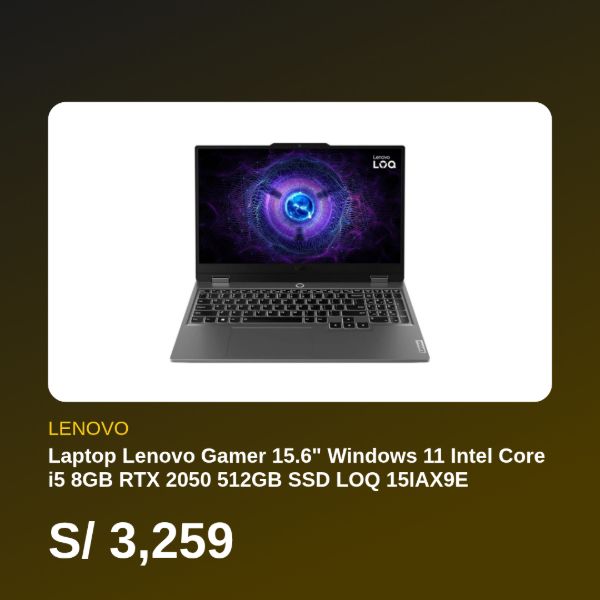 Lenovo
LOQ
Lenovo
LENOVO
Laptop Lenovo Gamer 15.6" Windows 11 Intel Core
i5 8GB RTX 2050 512GB SSD LOQ 15IAX9E
S/ 3,259